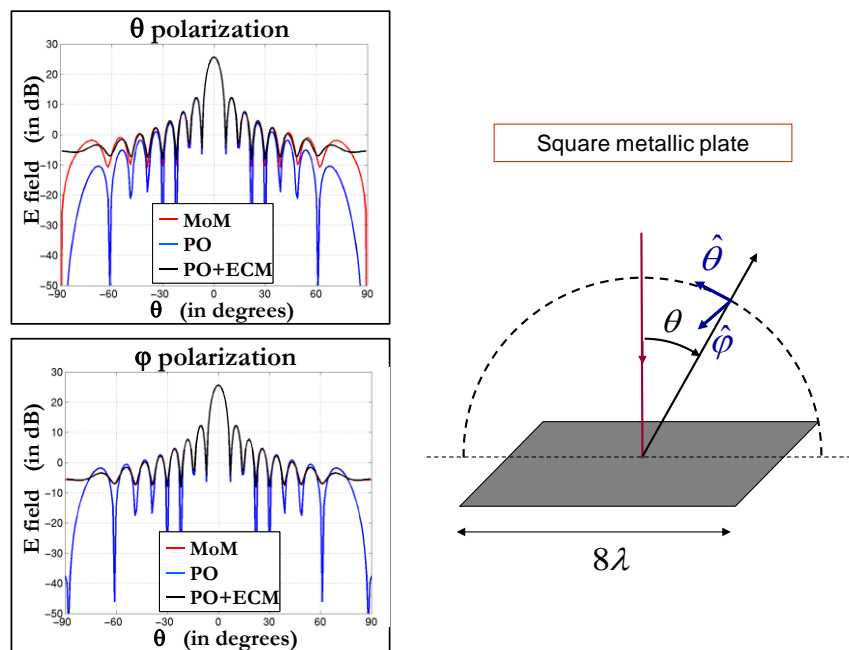 θ polarization
E field (in dB)
30
20
10
0
-10
-20
-30
-40
-50
MoM
PO
PO+ECM
-90
-60
-30
0
30
60
90
θ (in degrees)
φ polarization
E field (in dB)
30
20
10
0
-10
-20
-30
-40
-50
MoM
PO
PO+ECM
-90
-60
-30
0
30
60
90
θ (in degrees)
Square metallic plate
θ̂
θ
φ̂
8λ